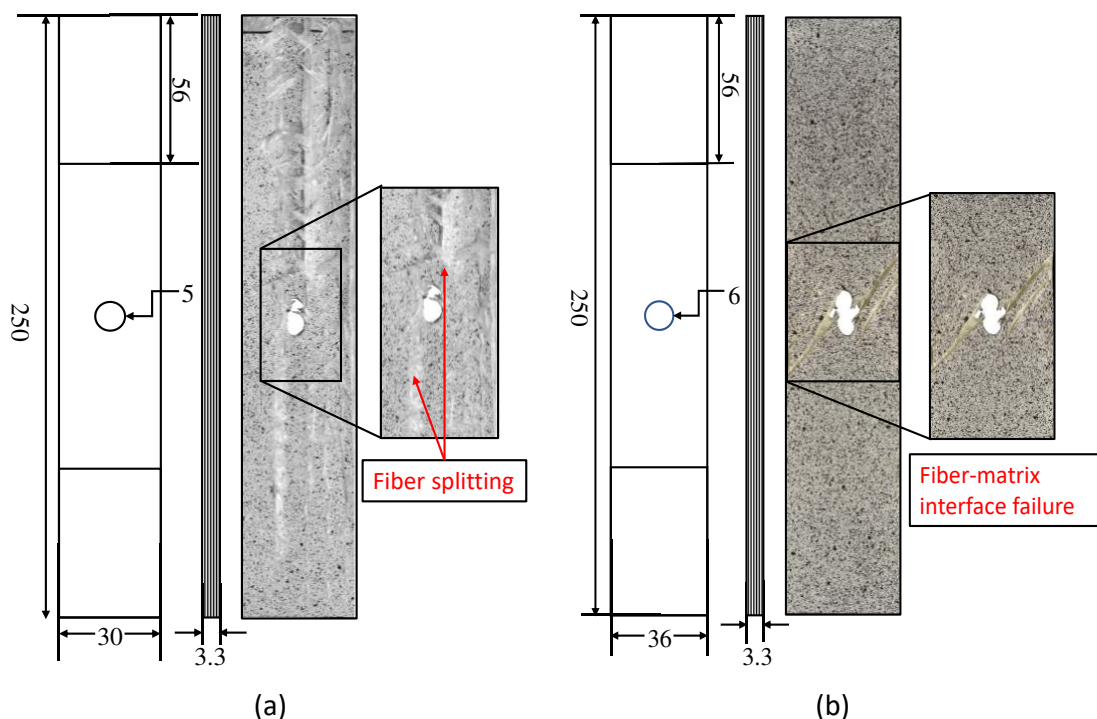 56
5
250
Fiber splitting
30
3.3
(a)
56
6
250
Fiber-matrix
interface failure
36
3.3
(b)